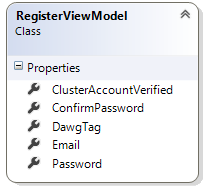 RegisterViewModel
Class
Properties
ClusterAccountVerified
ConfirmPassword
DawgTag
Email
Password